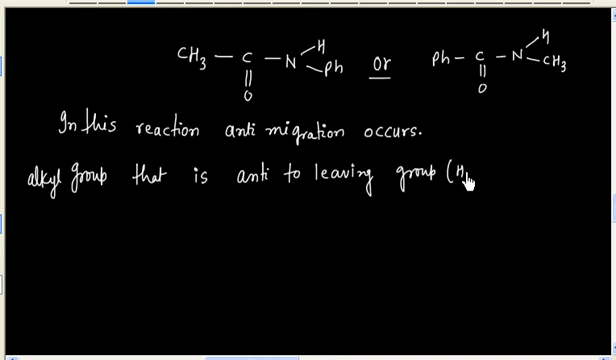 CH3 — C — N H Ph or Ph — C — N H CH3
O O
In this reaction anti migration occurs.
alkyl group that is anti to leaving group (H